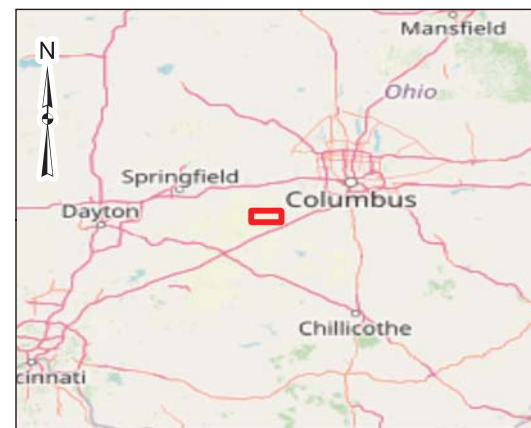 Mansfield
N
Ohio
Springfield
Columbus
Dayton
Chillicothe
cinnati